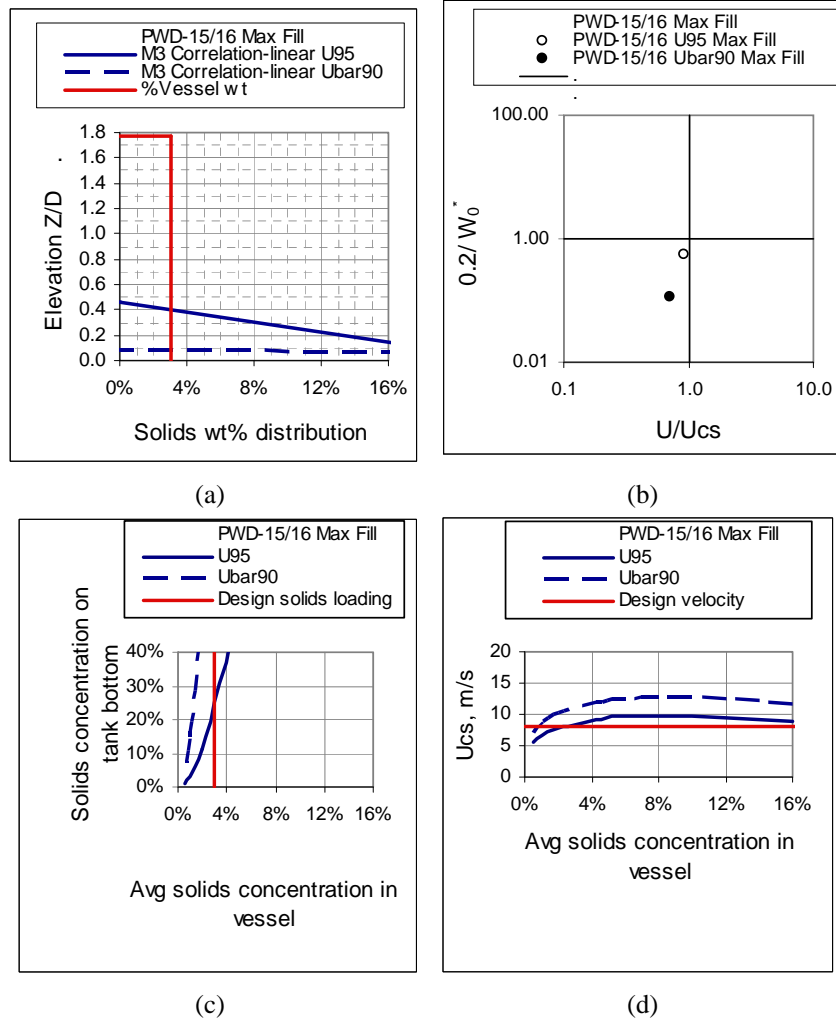 PWD-15/16 Max Fill
M3 Correlation-linear U95
M3 Correlation-linear Ubar90
%Vessel wt
Elevation Z/D
.
1.8
1.6
1.4
1.2
1.0
0.8
0.6
0.4
0.2
0.0
0% 4% 8% 12% 16%
Solids wt% distribution
(a)
PWD-15/16 Max Fill
PWD-15/16 U95 Max Fill
PWD-15/16 Ubar90 Max Fill
.
.
0.2/ W0*
100.00
1.00
0.01
0.1 1.0 10.0
U/Ucs
(b)
PWD-15/16 Max Fill
U95
Ubar90
Design solids loading
Solids concentration on
tank bottom
40%
30%
20%
10%
0%
0% 4% 8% 12% 16%
Avg solids concentration in
vessel
(c)
PWD-15/16 Max Fill
U95
Ubar90
Design velocity
Ucs, m/s
20
15
10
5
0
0% 4% 8% 12% 16%
Avg solids concentration in
vessel
(d)